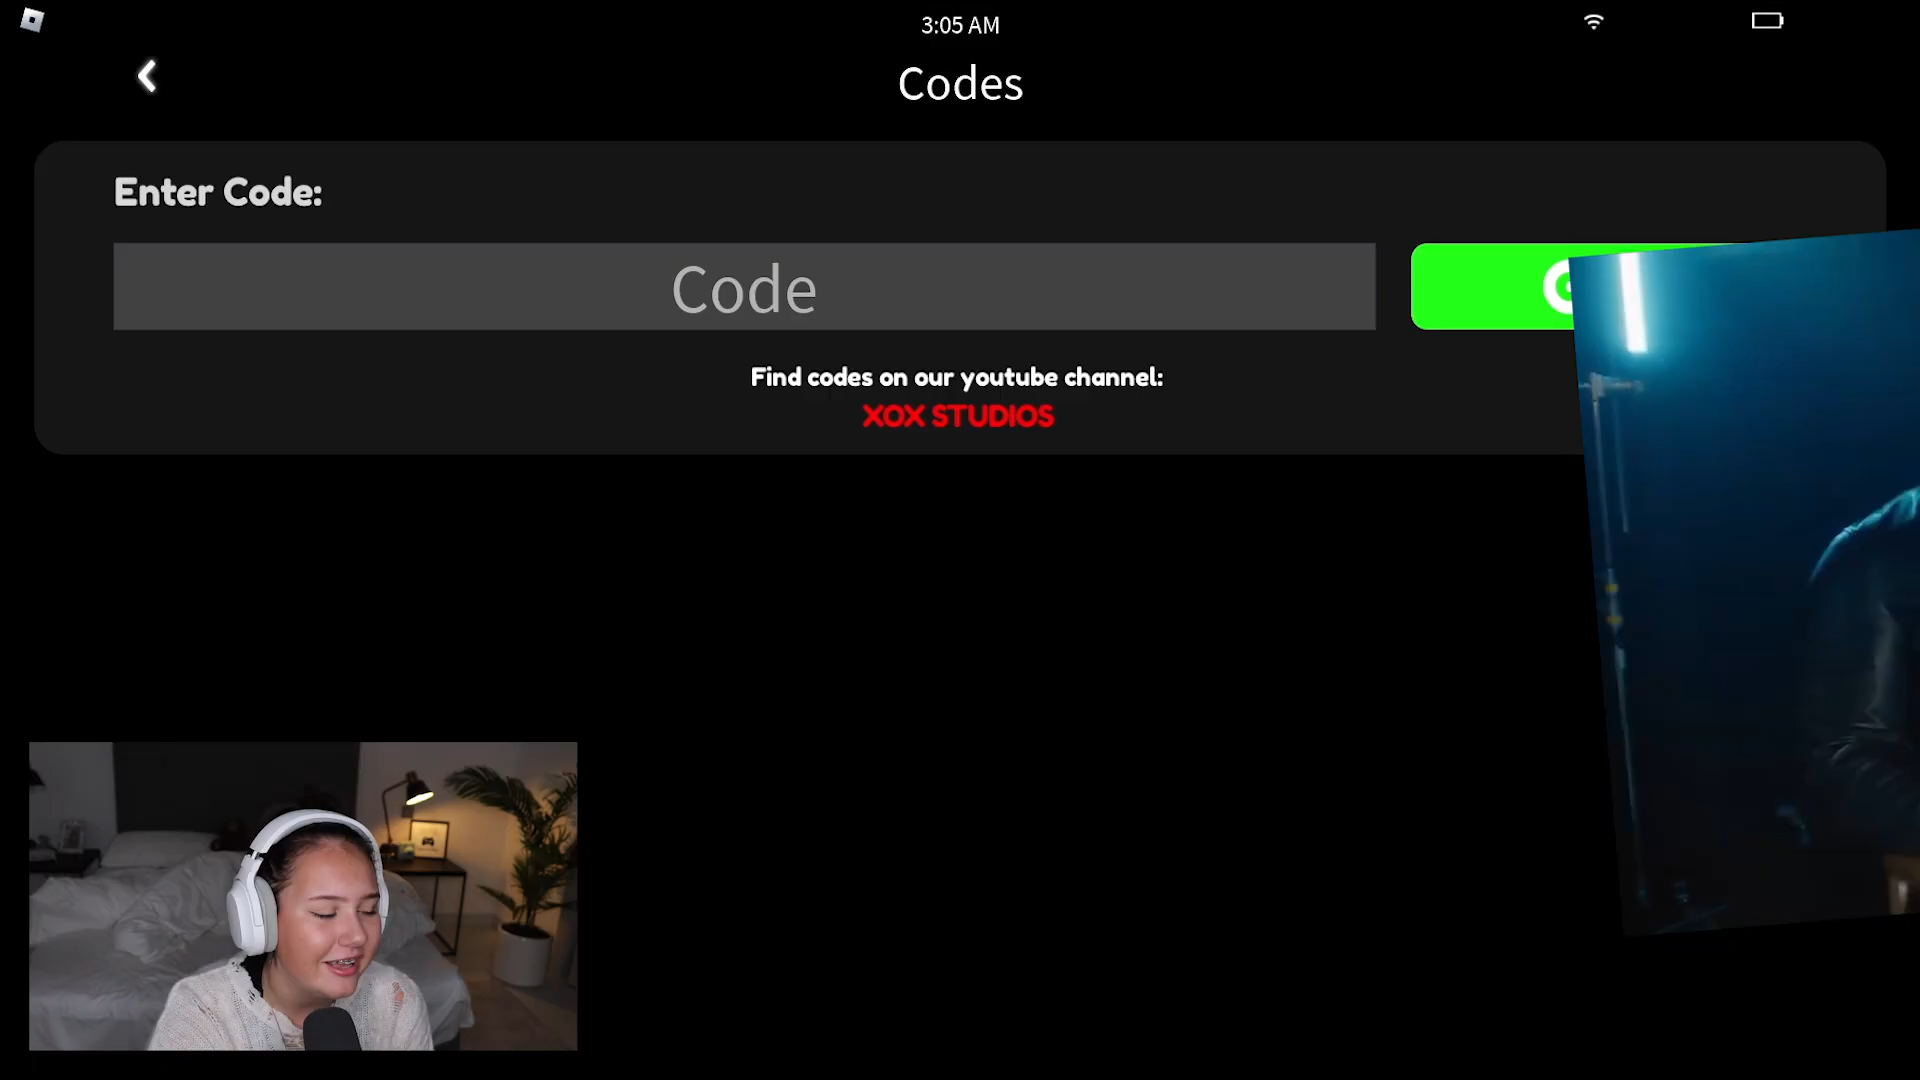 3:05 AM
Codes
Enter Code:
Code
Find codes on our youtube channel:
XOX STUDIOS